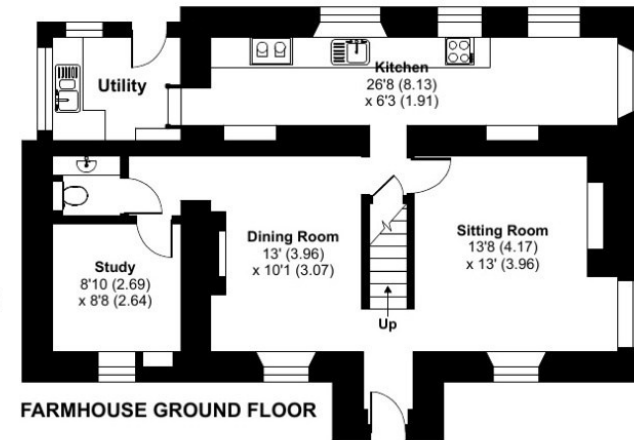 Utility
Kitchen
26'8 (8.13)
x 6'3 (1.91)
Dining Room
13' (3.96)
x 10'1 (3.07)
Sitting Room
13'8 (4.17)
x 13' (3.96)
Study
8'10 (2.69)
x 8'8 (2.64)
Up
FARMHOUSE GROUND FLOOR